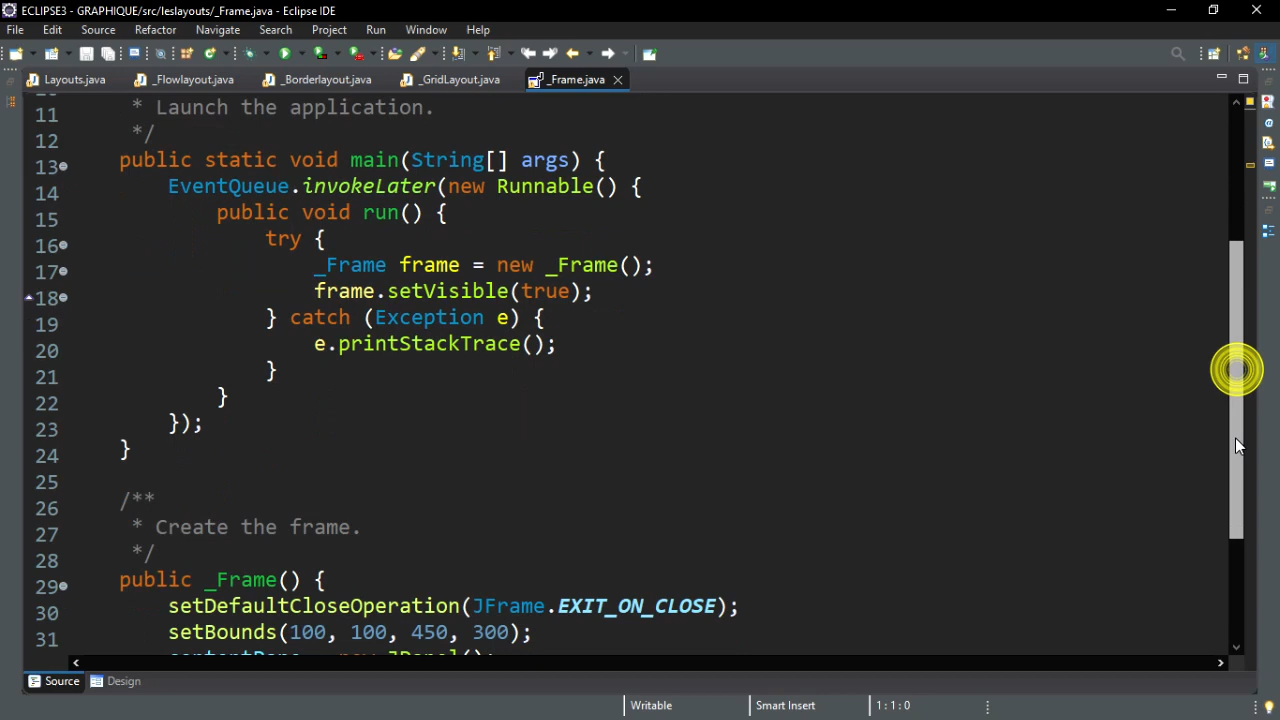 ECLIPSE3 - GRAPHIQUE/src/leslayouts/_Frame.java - Eclipse IDE
File Edit Source Refactor Navigate Search Project Run Window Help
Layouts.java _Flowlayout.java _Borderlayout.java _GridLayout.java _Frame.java
11 * Launch the application.
12 */
13 public static void main(String[] args) {
14 EventQueue.invokeLater(new Runnable() {
15 public void run() {
16 try {
17 _Frame frame = new _Frame();
18 frame.setVisible(true);
19 } catch (Exception e) {
20 e.printStackTrace();
21 }
22 }
23 });
24 }
25
26 /**
27 * Create the frame.
28 */
29 public _Frame() {
30 setDefaultCloseOperation(JFrame.EXIT_ON_CLOSE);
31 setBounds(100, 100, 450, 300);
contentPane = new JPanel();
Source Design
Writable Smart Insert 1 : 1 : 0